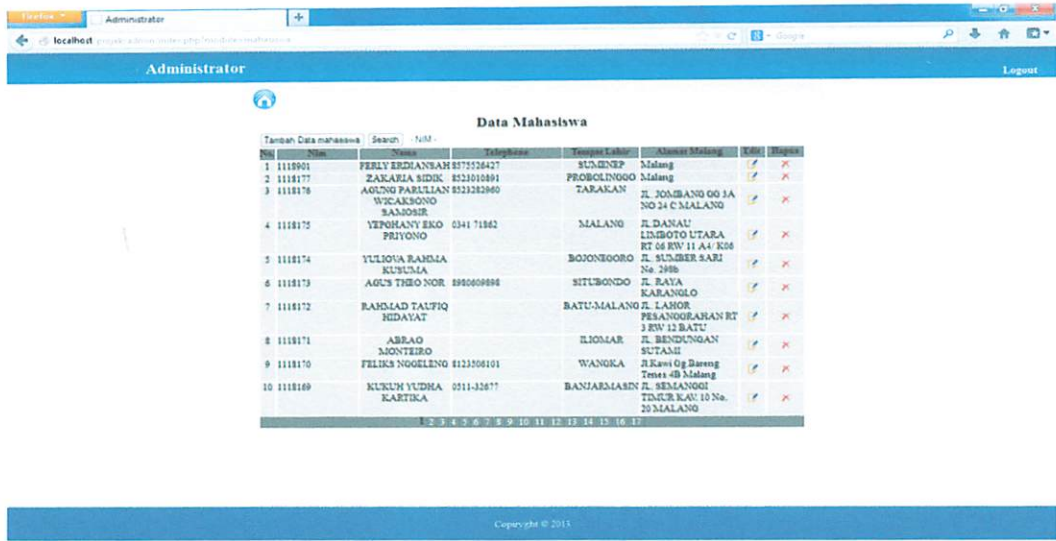 Firefox
Administrator
localhost
Google
Administrator
Logout
Data Mahasiswa
Tambah Data mahasiswa Search - NIM -
No. Nim Nama Telephone Tempat Lahir Alamat Malang Edit Hapus
1 1118901 FERLY ERDIANSAH 8575526427 SUMENEP Malang
2 1118177 ZAKARIA SIDIK 8523010891 PROBOLINGGO Malang
3 1118176 AGUNG PARULIAN 8523282960 TARAKAN JL. JOMBANG GG 3A
WICAKSONO NO 24 C MALANG
SAMOSIR
4 1118175 YEPOHANY EKO 0341 71862 MALANG JL.DANAU
PRIYONO LIMBOTO UTARA
RT 06 RW 11 A4/ K06
5 1118174 YULIOVA RAHMA BOJONEGORO JL. SUMBER SARI
KUSUMA No. 298b
6 1118173 AGUS THEO NOR 8980609898 SITUBONDO JL. RAYA
KARANGLO
7 1118172 RAHMAD TAUFIQ BATU-MALANG JL. LAHOR
HIDAYAT PESANGGRAHAN RT
3 RW 12 BATU
8 1118171 ABRAO ILIOMAR JL. BENDUNGAN
MONTEIRO SUTAMI
9 1118170 FELIKS NGGELENG 8123506101 WANGKA Jl.Kawi Gg.Bareng
Tenes 4B Malang
10 1118169 KUKUH YUDHA 0511-32677 BANJARMASIN JL. SEMANGGI
KARTIKA TIMUR KAV. 10 No.
20 MALANG
1 2 3 4 5 6 7 8 9 10 11 12 13 14 15 16 17
Copyryght © 2013